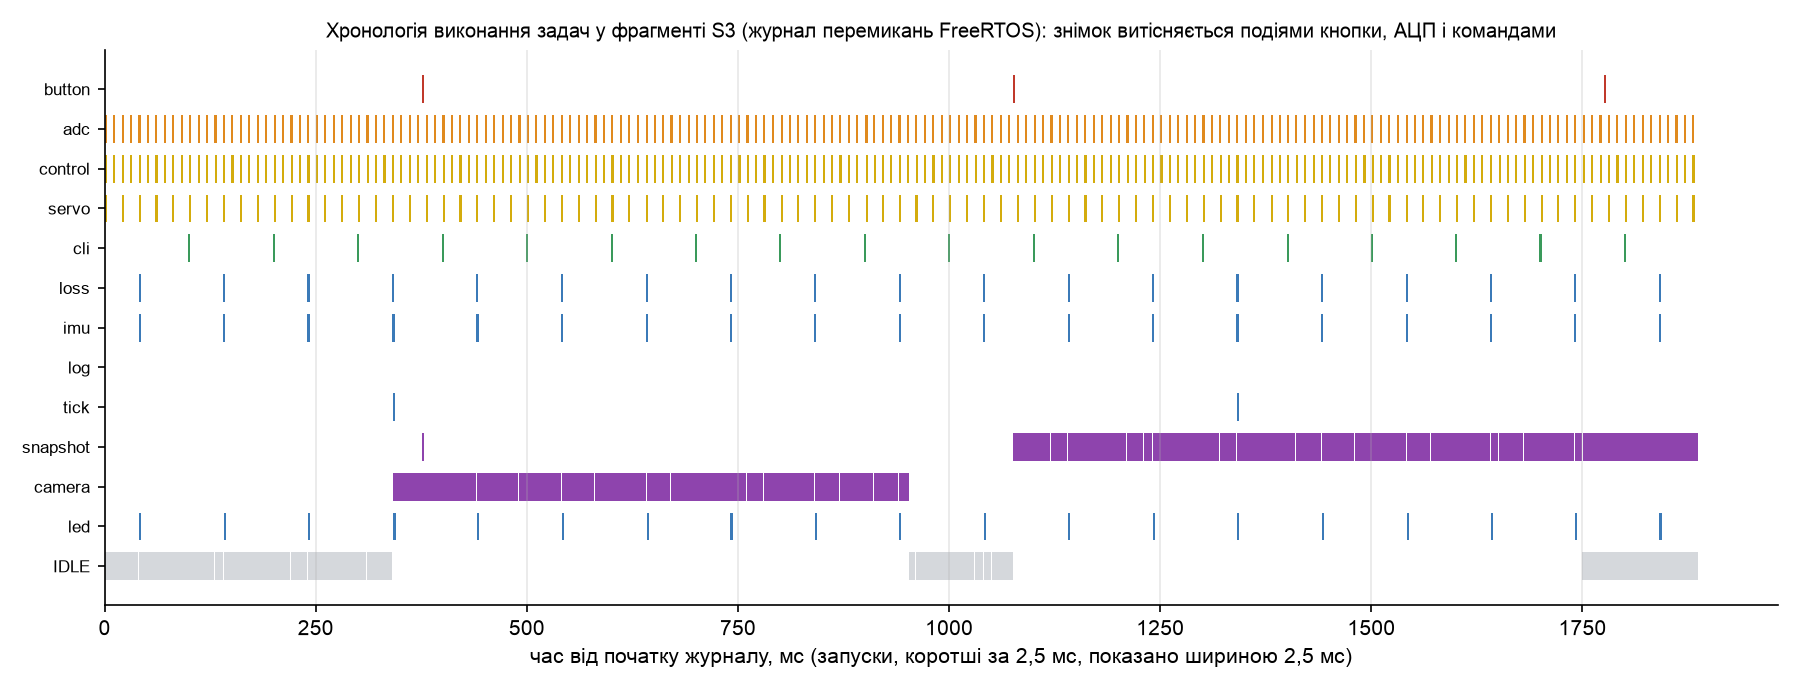 Хронологія виконання задач у фрагменті S3 (журнал перемикань FreeRTOS): знімок витісняється подіями кнопки, АЦП і командами
button
adc
control
servo
cli
loss
imu
log
tick
snapshot
camera
led
IDLE
0 250 500 750 1000 1250 1500 1750
час від початку журналу, мс (запуски, коротші за 2,5 мс, показано шириною 2,5 мс)